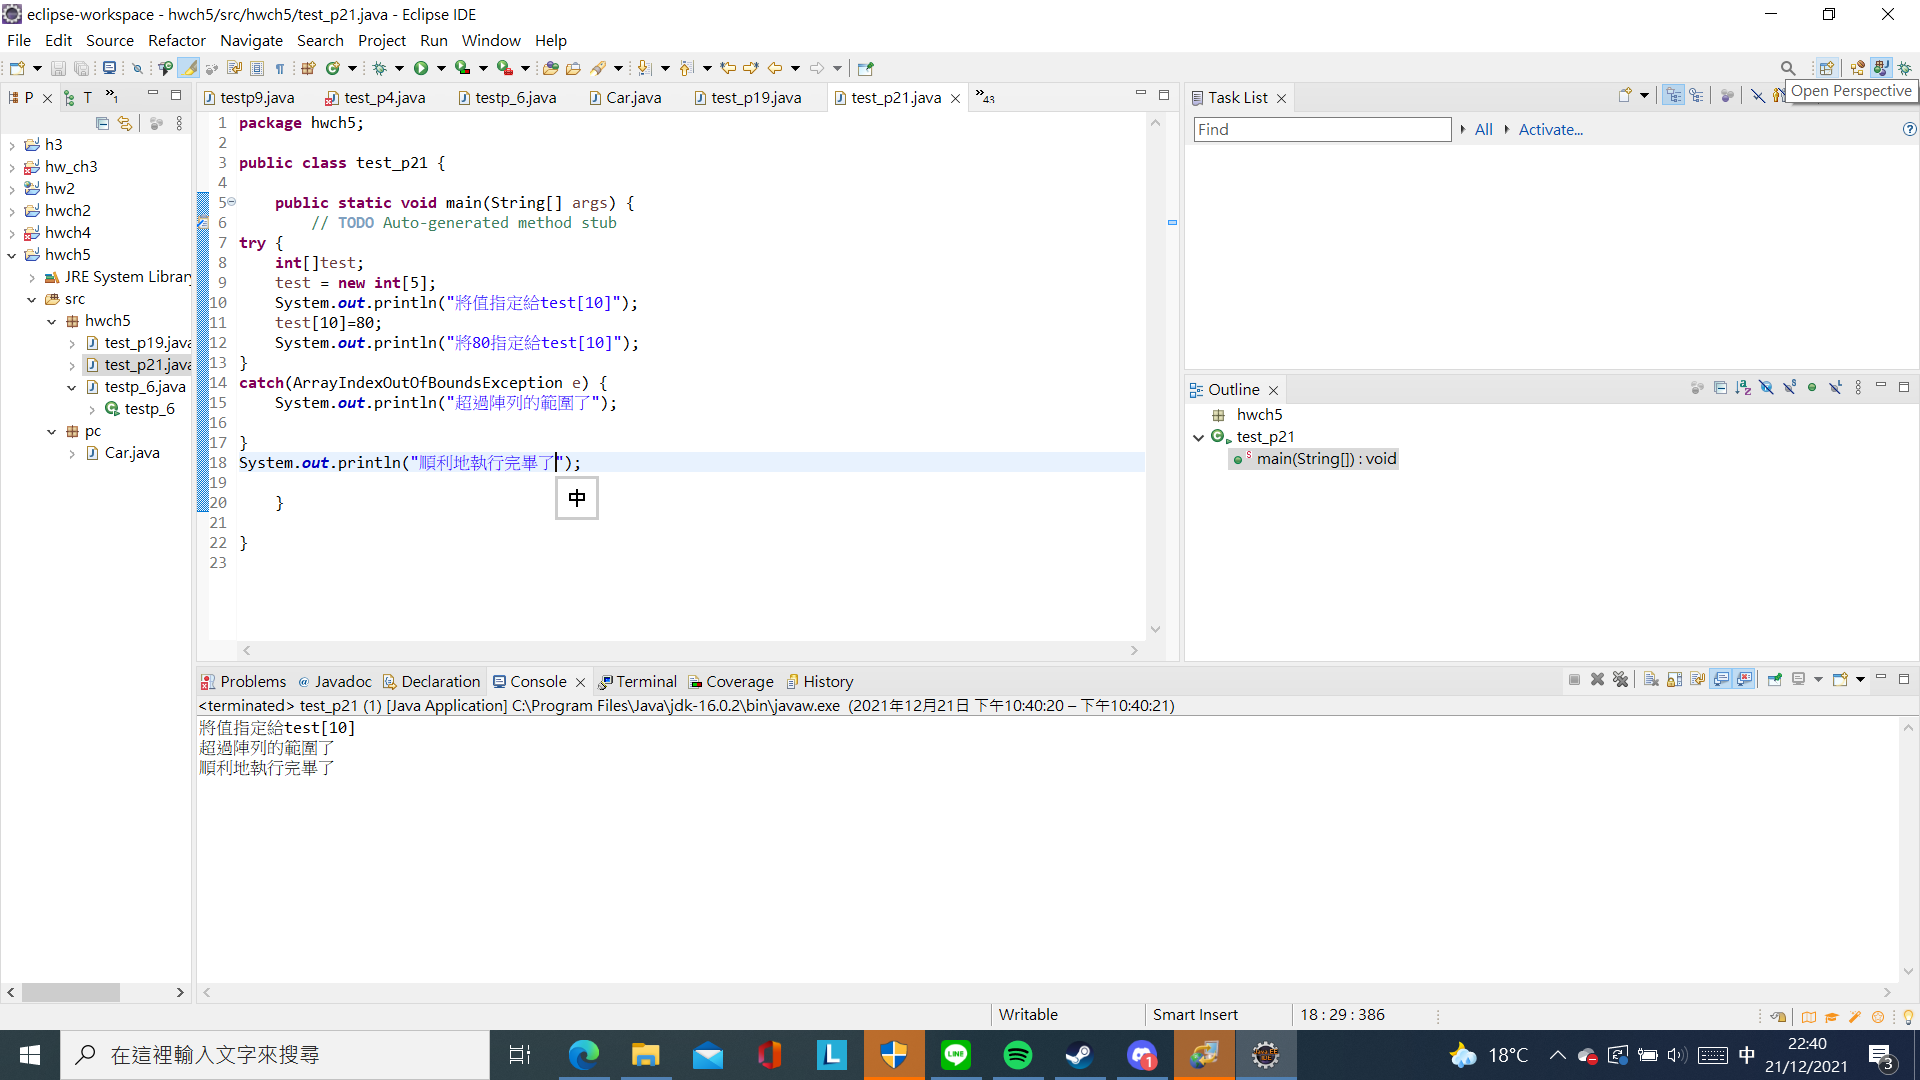 eclipse-workspace - hwch5/src/hwch5/test_p21.java - Eclipse IDE
File Edit Source Refactor Navigate Search Project Run Window Help
Open Perspective
P T »1
testp9.java test_p4.java testp_6.java Car.java test_p19.java test_p21.java »43
Task List
Find All Activate...
h3
hw_ch3
hw2
hwch2
hwch4
hwch5
JRE System Library
src
hwch5
test_p19.java
test_p21.java
testp_6.java
testp_6
pc
Car.java
1 package hwch5;
2
3 public class test_p21 {
4
5 public static void main(String[] args) {
6 // TODO Auto-generated method stub
7 try {
8 int[]test;
9 test = new int[5];
10 System.out.println("將值指定給test[10]");
11 test[10]=80;
12 System.out.println("將80指定給test[10]");
13 }
14 catch(ArrayIndexOutOfBoundsException e) {
15 System.out.println("超過陣列的範圍了");
16
17 }
18 System.out.println("順利地執行完畢了");
19
20 }
21
22 }
23
中
Outline
hwch5
test_p21
main(String[]) : void
Problems Javadoc Declaration Console Terminal Coverage History
<terminated> test_p21 (1) [Java Application] C:\Program Files\Java\jdk-16.0.2\bin\javaw.exe (2021年12月21日 下午10:40:20 – 下午10:40:21)
將值指定給test[10]
超過陣列的範圍了
順利地執行完畢了
Writable Smart Insert 18 : 29 : 386
在這裡輸入文字來搜尋
LINE
1
18°C
中
22:40
21/12/2021
3